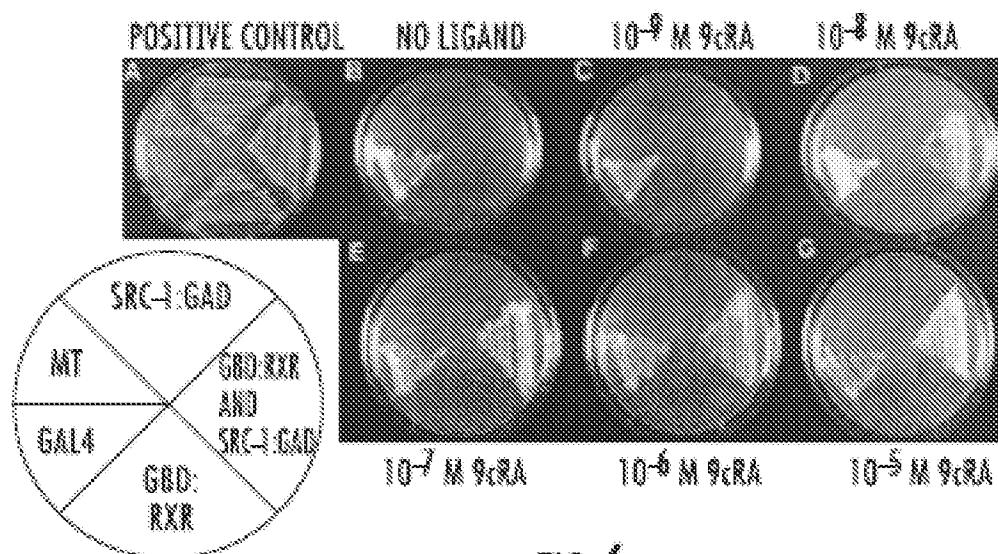 POSITIVE CONTROL
NO LIGAND
10⁻⁹ M 9cRA
10⁻⁸ M 9cRA
A
B
C
D
E
F
G
SRC-1:GAD
MT
GBD:RXR
AND
SRC-1:GAD
GAL4
GBD:
RXR
10⁻⁷ M 9cRA
10⁻⁶ M 9cRA
10⁻⁵ M 9cRA